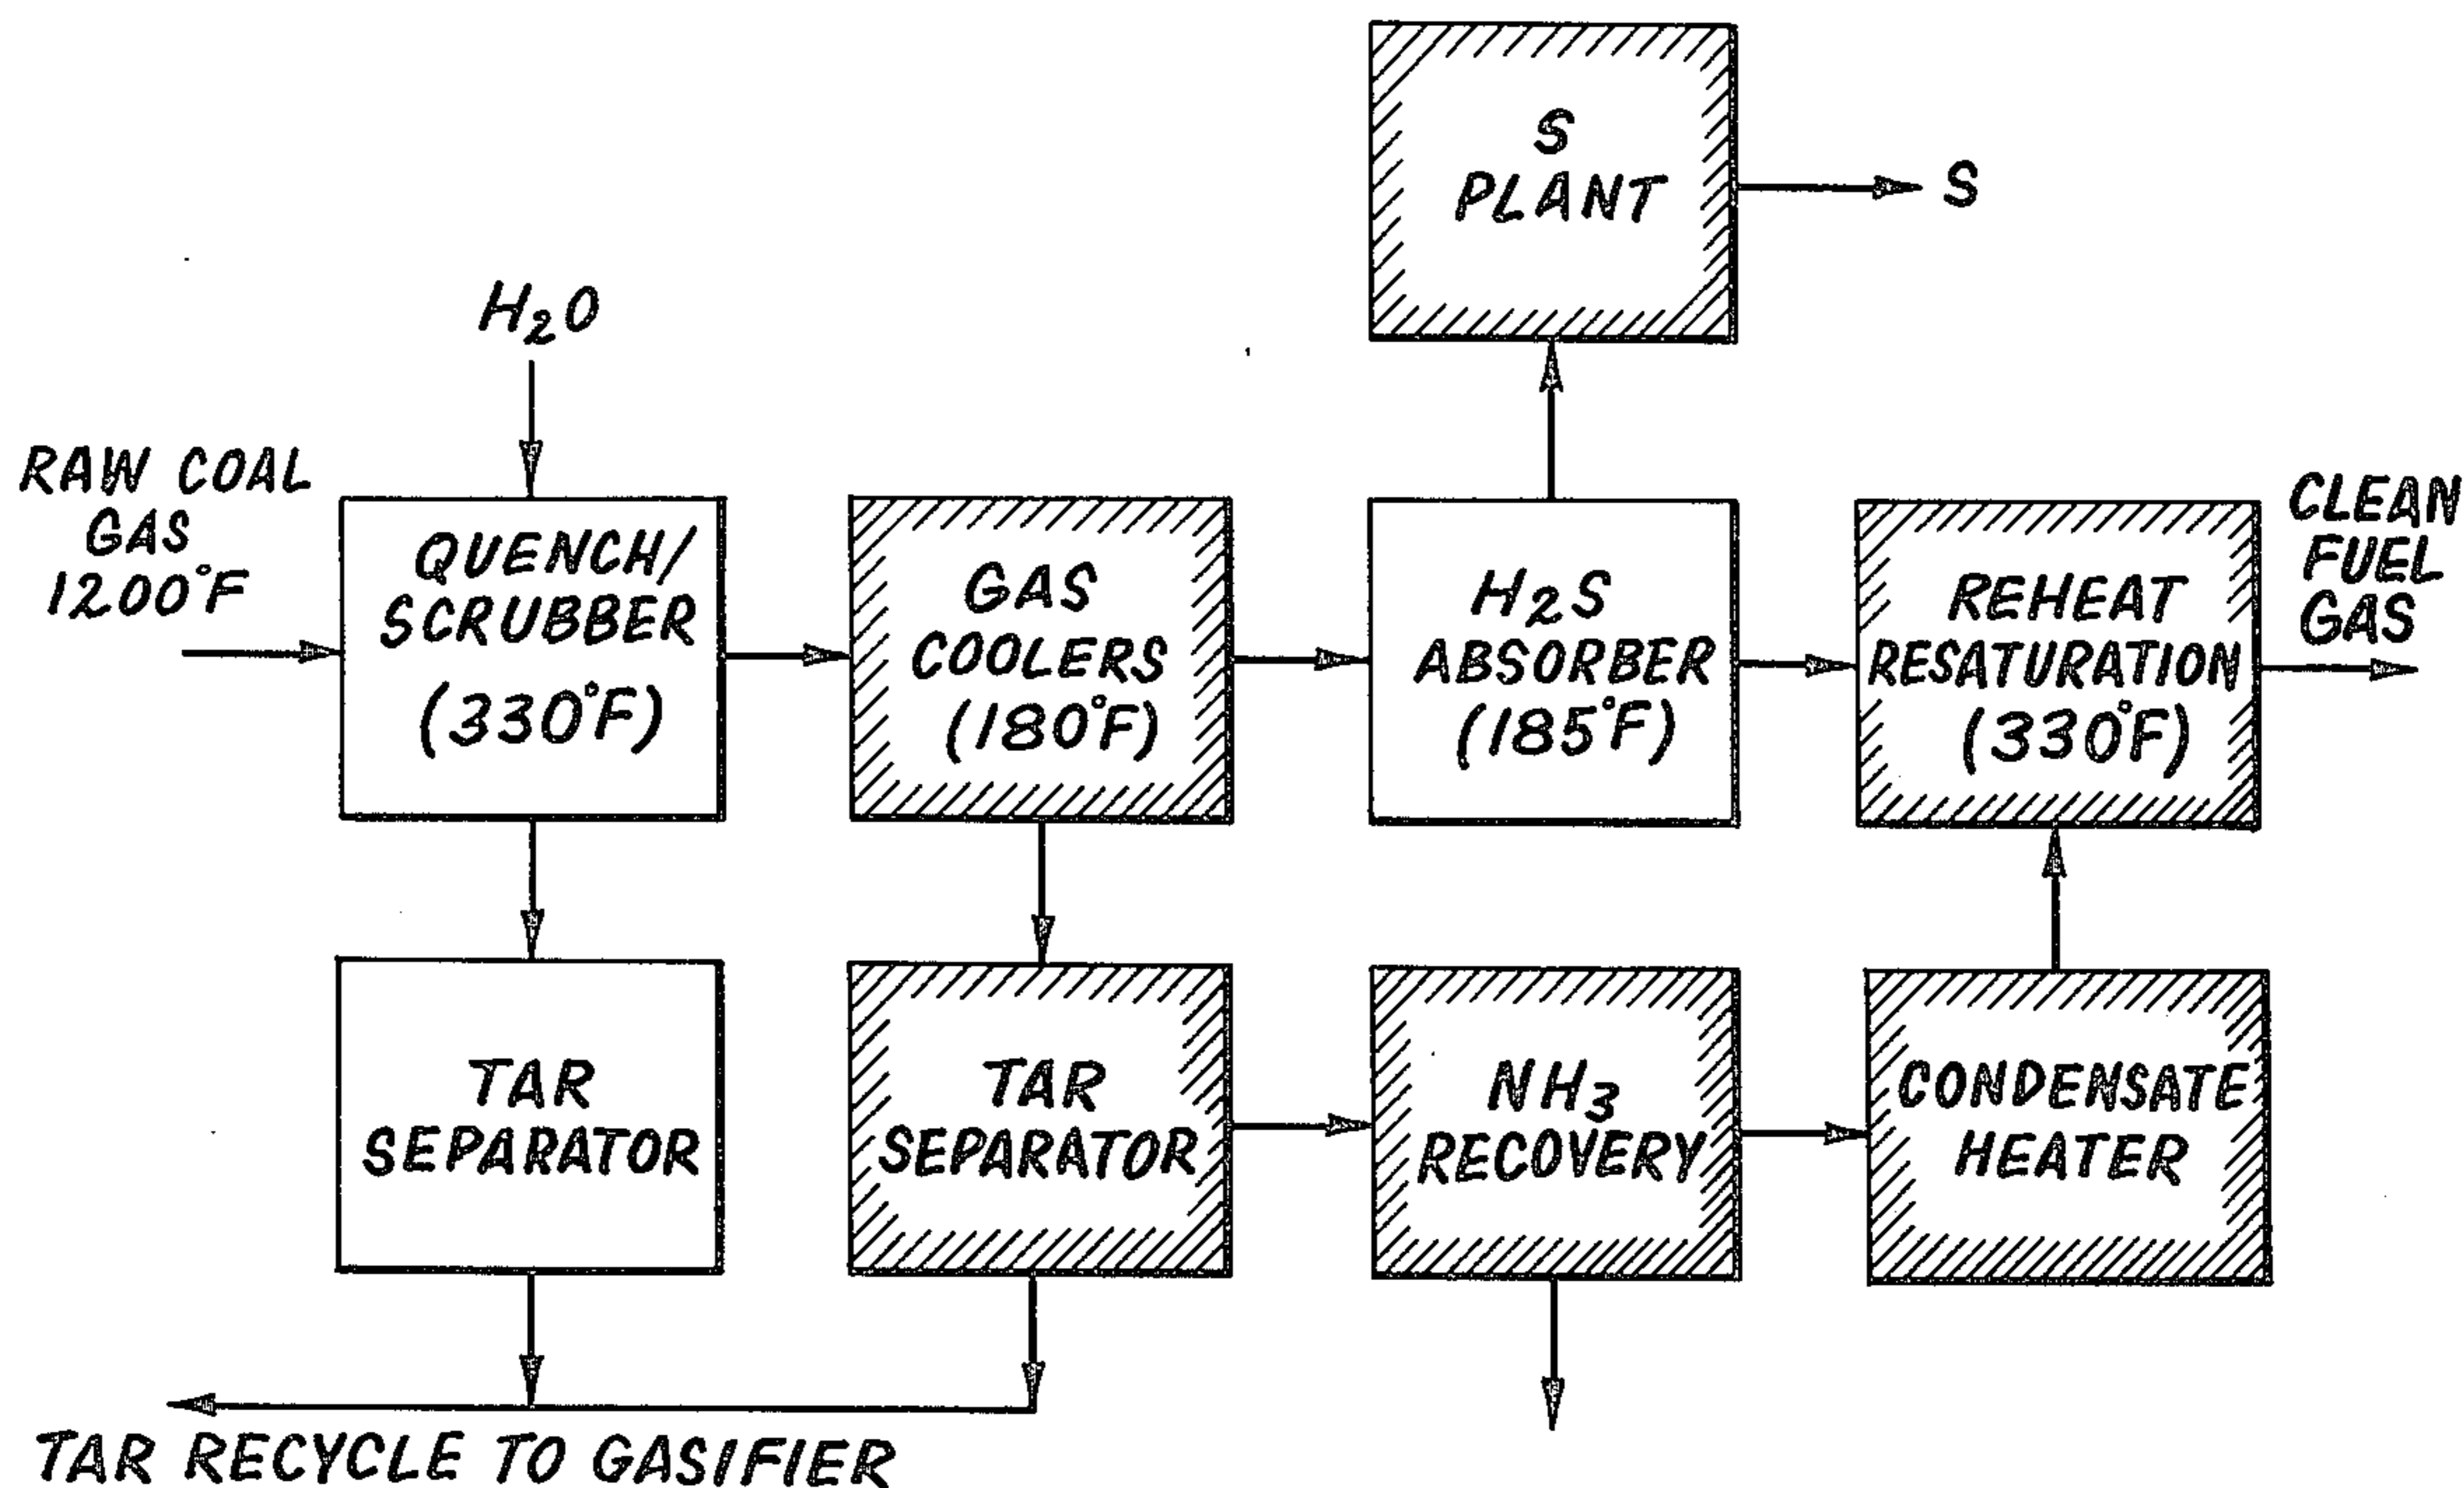 S
PLANT
S
H₂O
RAW COAL
GAS
1200°F
QUENCH/
SCRUBBER
(330°F)
GAS
COOLERS
(180°F)
H₂S
ABSORBER
(185°F)
REHEAT
RESATURATION
(330°F)
CLEAN
FUEL
GAS
TAR
SEPARATOR
TAR
SEPARATOR
NH₃
RECOVERY
CONDENSATE
HEATER
TAR RECYCLE TO GASIFIER